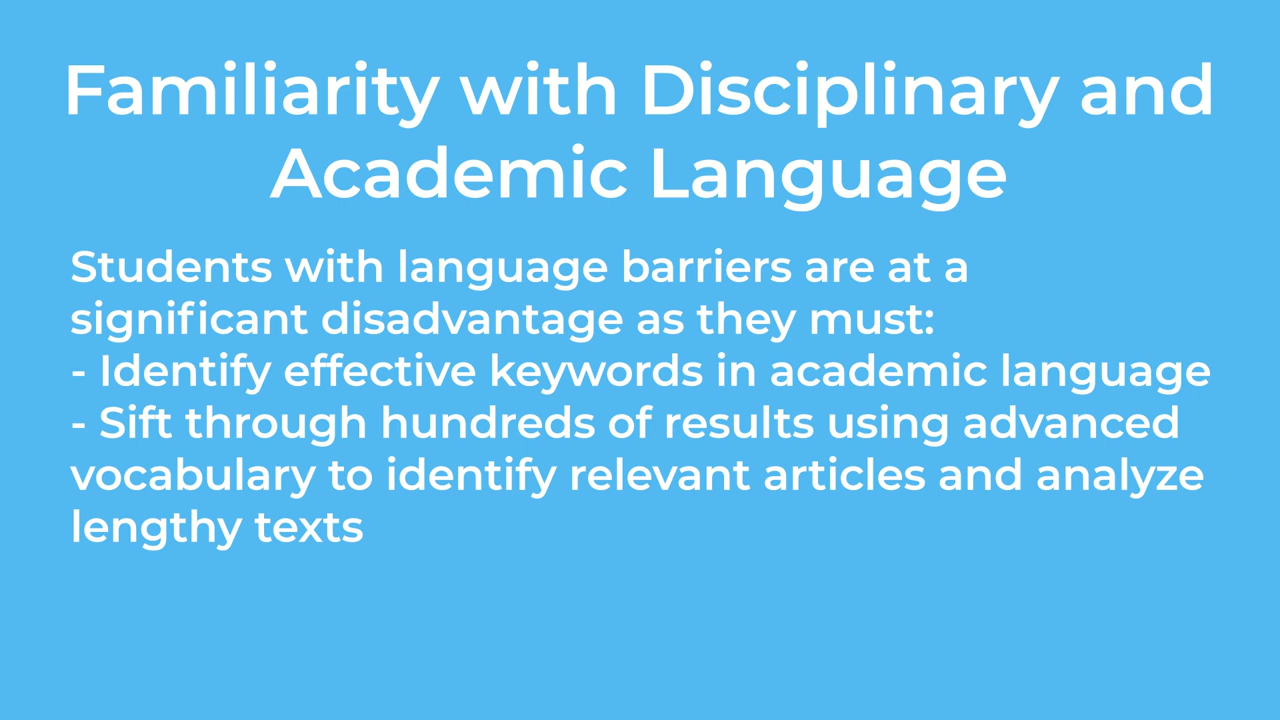 Familiarity with Disciplinary and
Academic Language
Students with language barriers are at a
significant disadvantage as they must:
- Identify effective keywords in academic language
- Sift through hundreds of results using advanced
vocabulary to identify relevant articles and analyze
lengthy texts